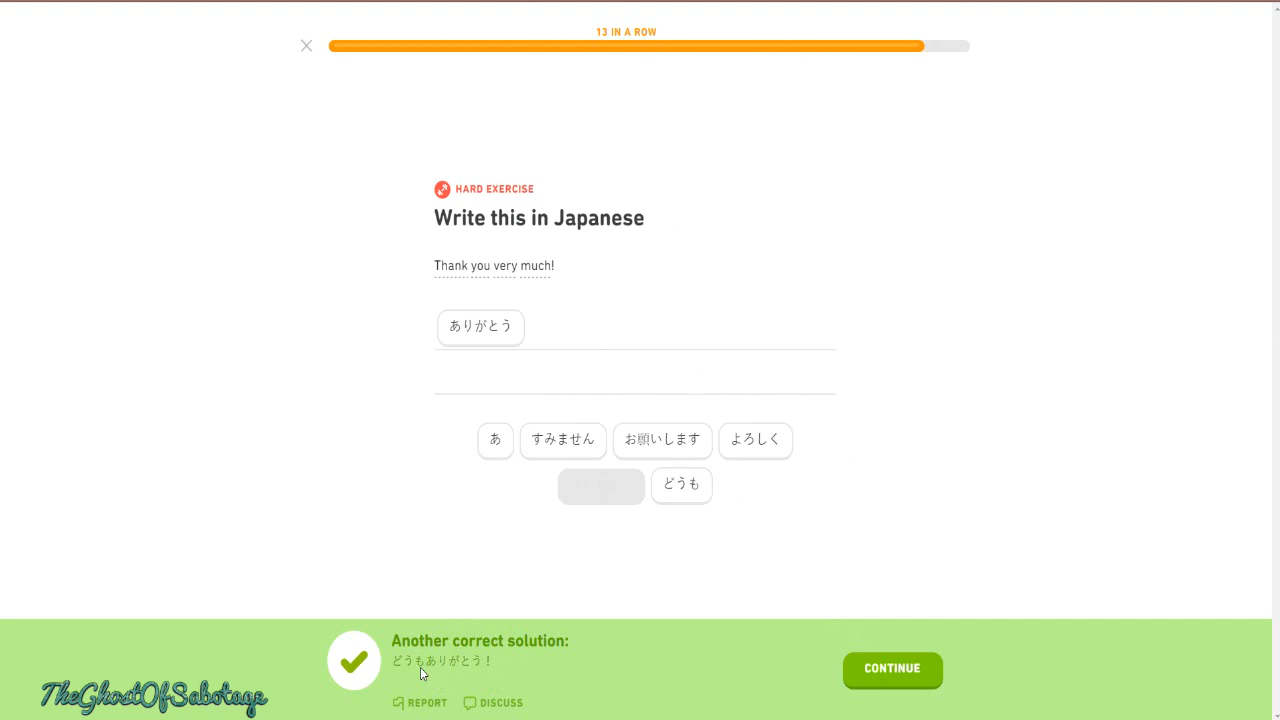 13 IN A ROW
HARD EXERCISE
Write this in Japanese
Thank you very much!
ありがとう
あ すみません お願いします よろしく
どうも
Another correct solution:
どうもありがとう！
CONTINUE
REPORT DISCUSS
TheGhostOfSabotage